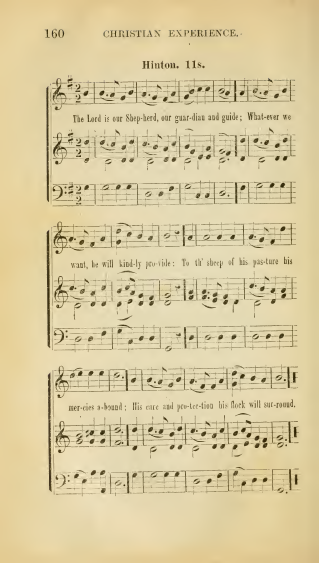 160 CHRISTIAN EXPERIENCE.
Hinton. 11s.
The Lord is our Shep-herd, our guar-dian and guide; What-ever we
want, he will kind-ly pro-vide: To th' sheep of his pas-ture his
mer-cies a-bound; His care and pro-tec-tion his flock will sur-round.